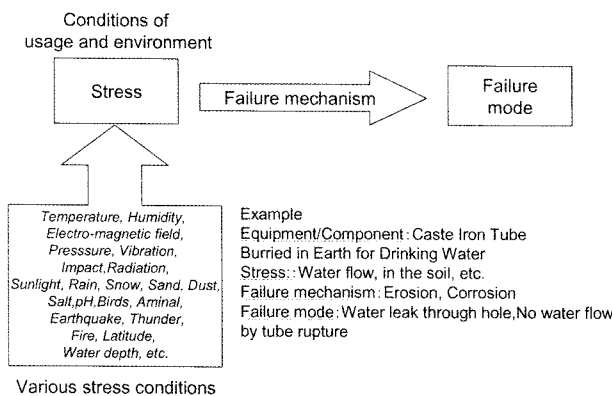 Conditions of
usage and environment
Stress
Failure mechanism
Failure
mode
Temperature, Humidity,
Electro-magnetic field,
Presssure, Vibration,
Impact,Radiation,
Sunlight, Rain, Snow, Sand, Dust,
Salt,pH,Birds, Aminal,
Earthquake, Thunder,
Fire, Latitude,
Water depth, etc.
Various stress conditions
Example
Equipment/Component:Caste Iron Tube
Burried in Earth for Drinking Water
Stress::Water flow, in the soil, etc.
Failure mechanism:Erosion, Corrosion
Failure mode:Water leak through hole,No water flow
by tube rupture